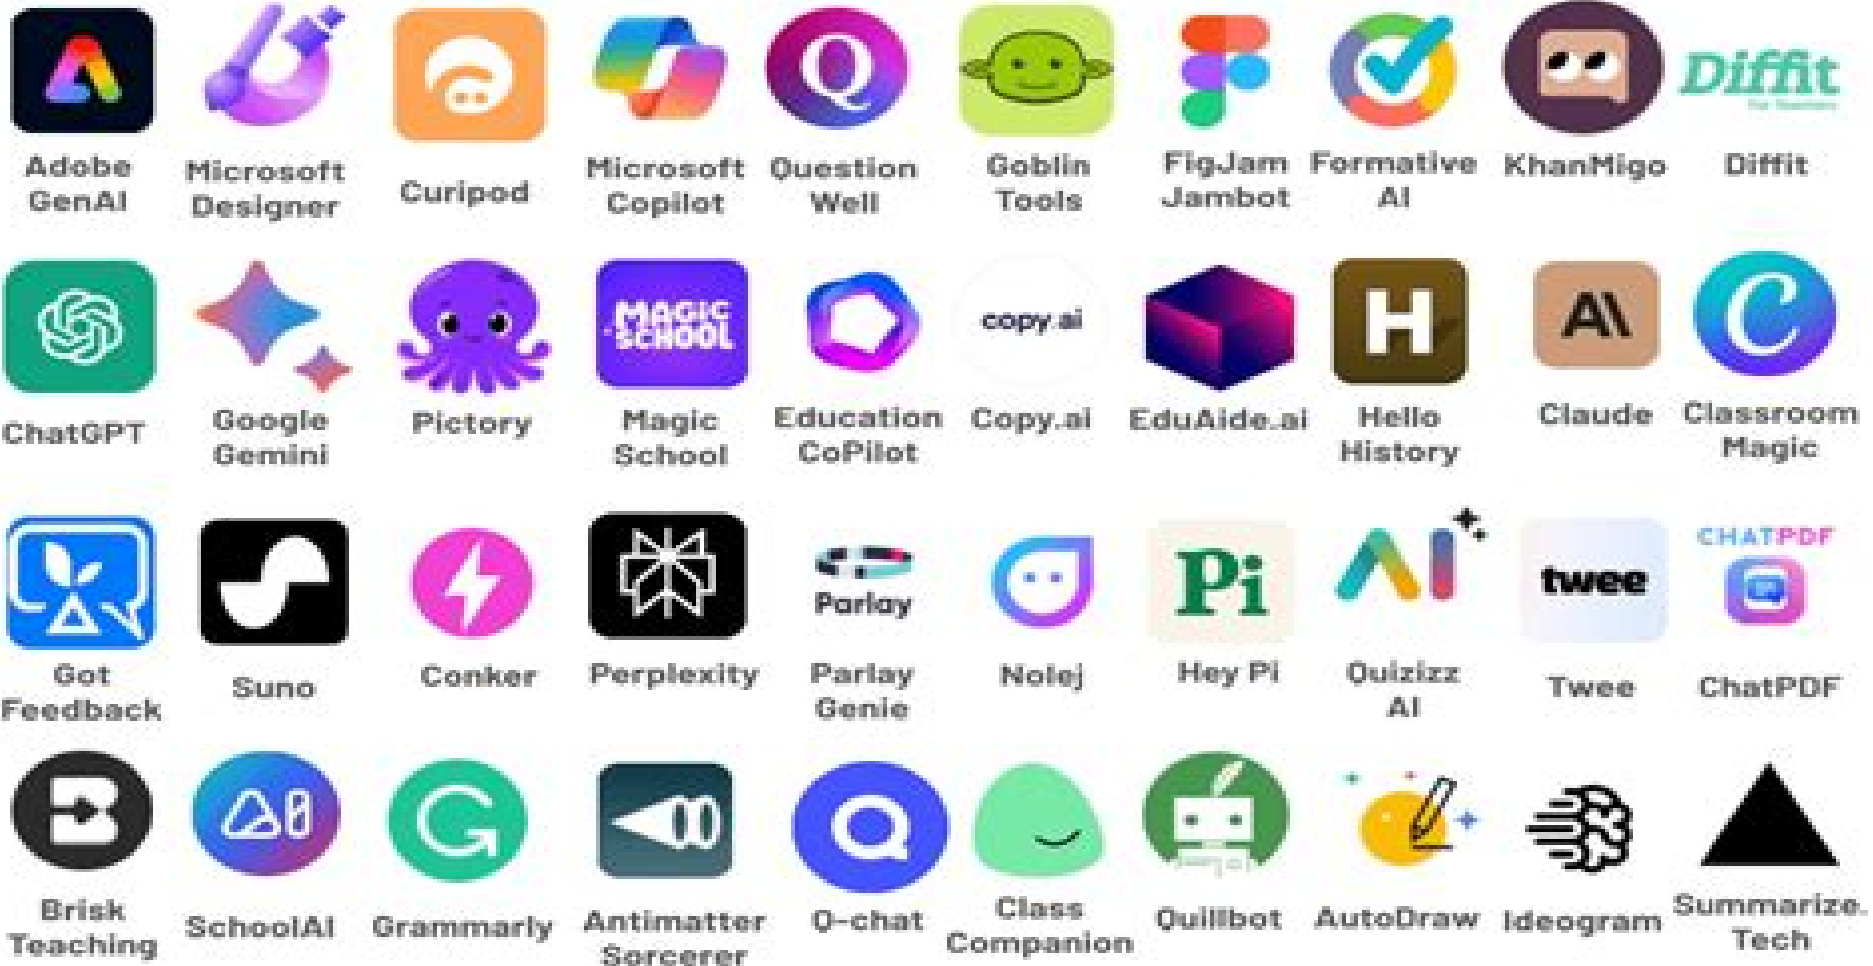 Q
Diffit
For Teachers
Adobe
GenAI
Microsoft
Designer
Curipod
Microsoft
Copilot
Question
Well
Goblin
Tools
FigJam
Jambot
Formative
AI
KhanMigo
Diffit
MAGIC
SCHOOL
copy.ai
H
A\
C
ChatGPT
Google
Gemini
Pictory
Magic
School
Education
CoPilot
Copy.ai
EduAide.ai
Hello
History
Claude
Classroom
Magic
Parlay
Pi
AI
twee
CHATPDF
Got
Feedback
Suno
Conker
Perplexity
Parlay
Genie
Nolej
Hey Pi
Quizizz
AI
Twee
ChatPDF
B
AI
G
Q
Brisk
Teaching
SchoolAI
Grammarly
Antimatter
Sorcerer
Q-chat
Class
Companion
Quillbot
AutoDraw
Ideogram
Summarize.
Tech